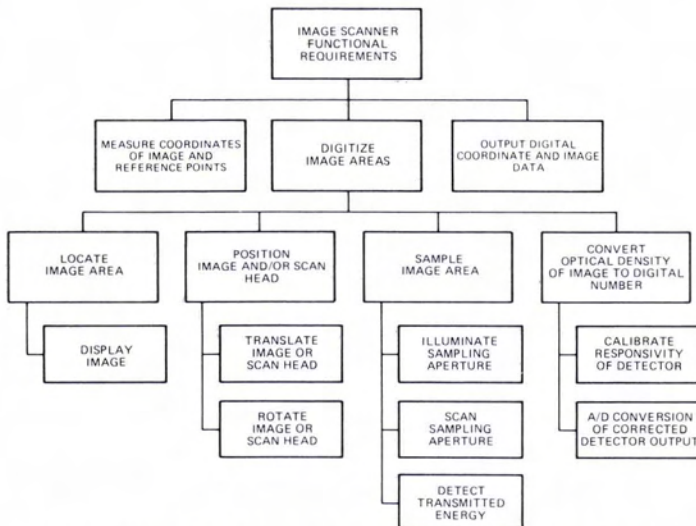 IMAGE SCANNER
FUNCTIONAL
REQUIREMENTS
MEASURE COORDINATES
OF IMAGE AND
REFERENCE POINTS
DIGITIZE
IMAGE AREAS
OUTPUT DIGITAL
COORDINATE AND IMAGE
DATA
LOCATE
IMAGE AREA
POSITION
IMAGE AND/OR SCAN
HEAD
SAMPLE
IMAGE AREA
CONVERT
OPTICAL DENSITY
OF IMAGE TO DIGITAL
NUMBER
DISPLAY
IMAGE
TRANSLATE
IMAGE OR
SCAN HEAD
ILLUMINATE
SAMPLING
APERTURE
CALIBRATE
RESPONSIVITY
OF DETECTOR
ROTATE
IMAGE OR
SCAN HEAD
SCAN
SAMPLING
APERTURE
A/D CONVERSION
OF CORRECTED
DETECTOR OUTPUT
DETECT
TRANSMITTED
ENERGY